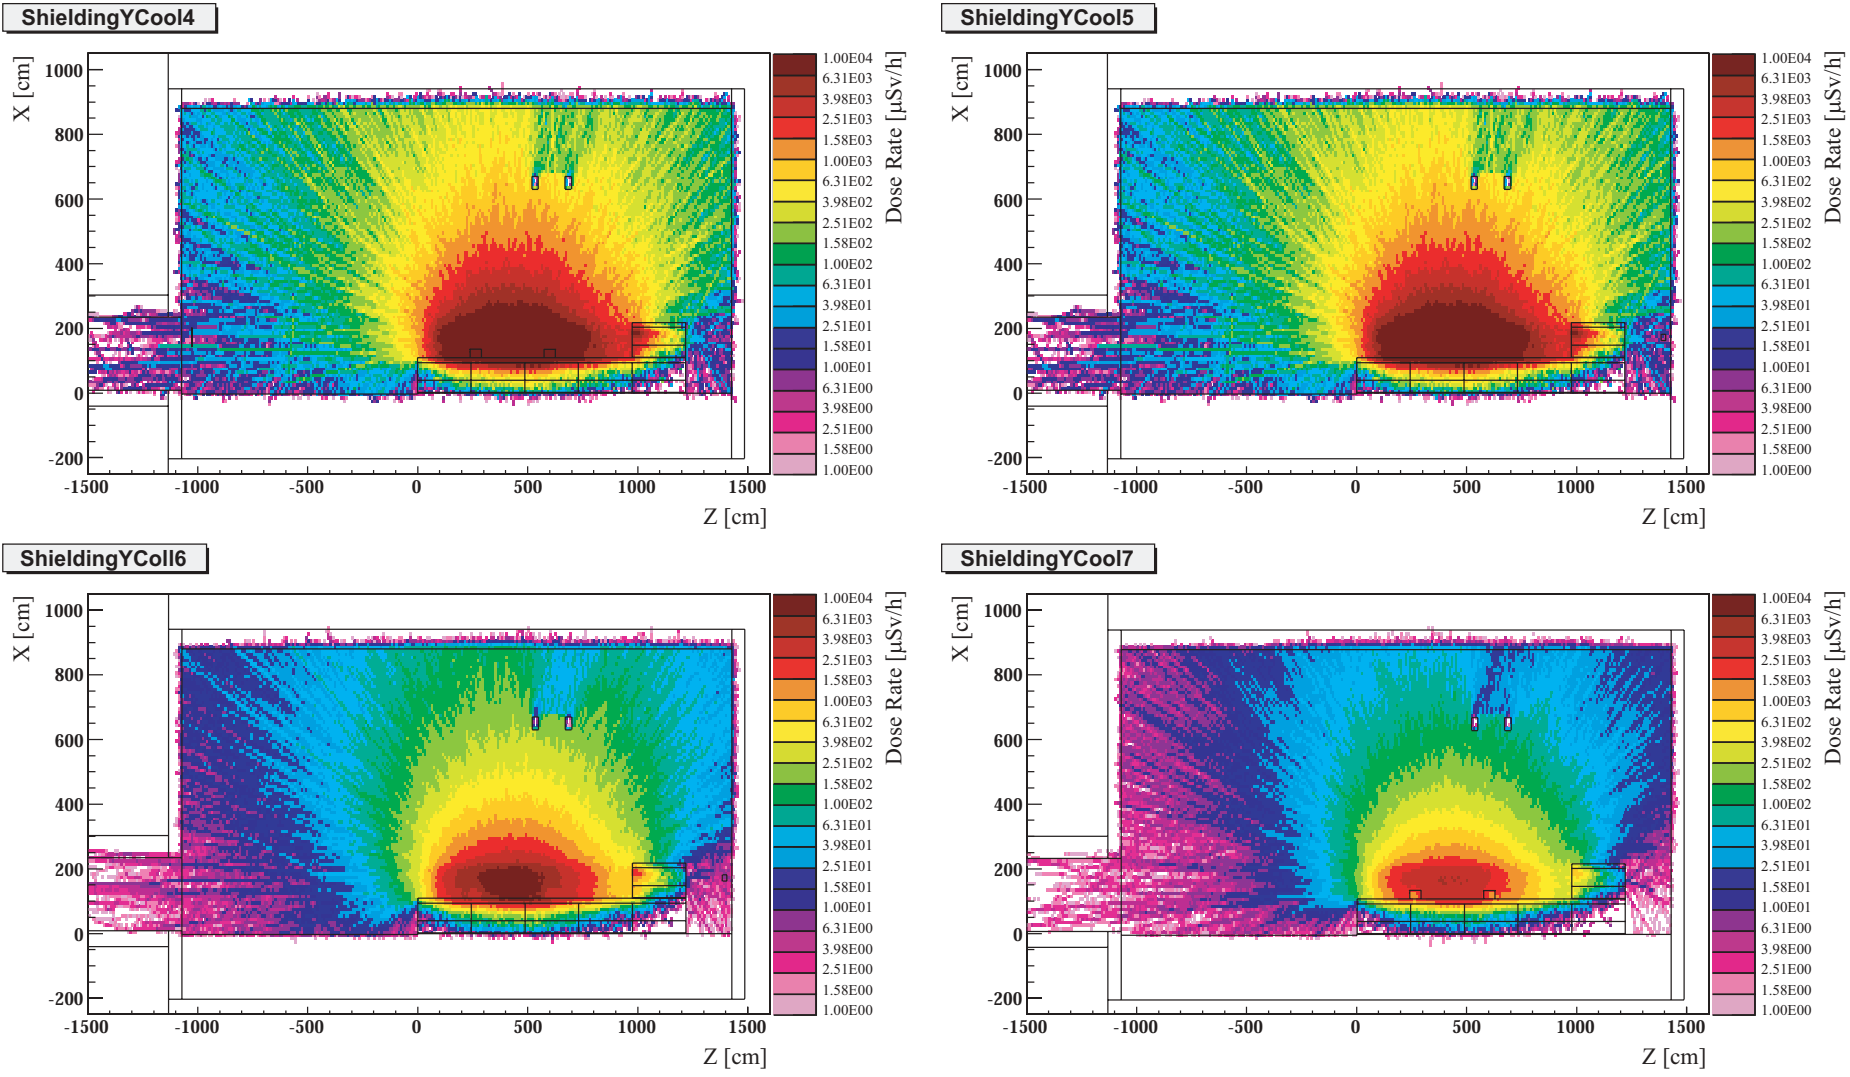 ShieldingYCool4
X [cm]
1000
800
600
400
200
0
-200
-1500
-1000
-500
0
500
1000
1500
Z [cm]
1.00E04
6.31E03
3.98E03
2.51E03
1.58E03
1.00E03
6.31E02
3.98E02
2.51E02
1.58E02
1.00E02
6.31E01
3.98E01
2.51E01
1.58E01
1.00E01
6.31E00
3.98E00
2.51E00
1.58E00
1.00E00
Dose Rate [µSv/h]
ShieldingYCool5
X [cm]
1000
800
600
400
200
0
-200
-1500
-1000
-500
0
500
1000
1500
Z [cm]
1.00E04
6.31E03
3.98E03
2.51E03
1.58E03
1.00E03
6.31E02
3.98E02
2.51E02
1.58E02
1.00E02
6.31E01
3.98E01
2.51E01
1.58E01
1.00E01
6.31E00
3.98E00
2.51E00
1.58E00
1.00E00
Dose Rate [µSv/h]
ShieldingYColl6
X [cm]
1000
800
600
400
200
0
-200
-1500
-1000
-500
0
500
1000
1500
Z [cm]
1.00E04
6.31E03
3.98E03
2.51E03
1.58E03
1.00E03
6.31E02
3.98E02
2.51E02
1.58E02
1.00E02
6.31E01
3.98E01
2.51E01
1.58E01
1.00E01
6.31E00
3.98E00
2.51E00
1.58E00
1.00E00
Dose Rate [µSv/h]
ShieldingYCool7
X [cm]
1000
800
600
400
200
0
-200
-1500
-1000
-500
0
500
1000
1500
Z [cm]
1.00E04
6.31E03
3.98E03
2.51E03
1.58E03
1.00E03
6.31E02
3.98E02
2.51E02
1.58E02
1.00E02
6.31E01
3.98E01
2.51E01
1.58E01
1.00E01
6.31E00
3.98E00
2.51E00
1.58E00
1.00E00
Dose Rate [µSv/h]